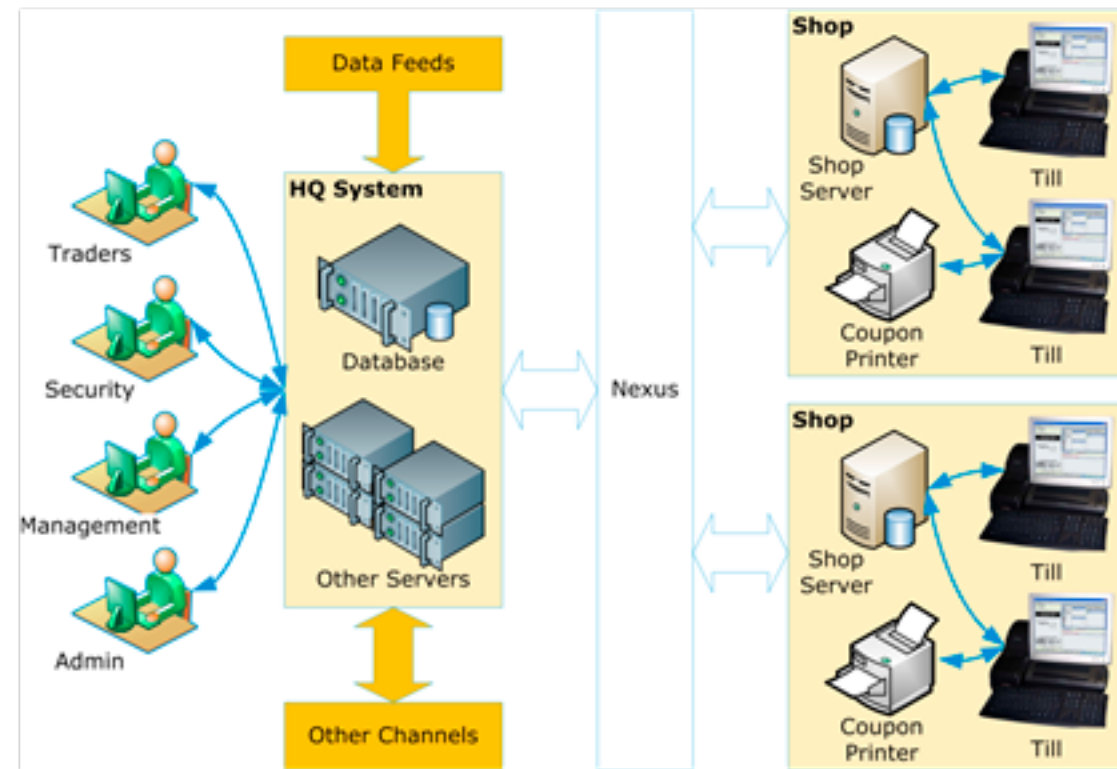 Data Feeds
HQ System
Database
Other Servers
Other Channels
Traders
Security
Management
Admin
Nexus
Shop
Shop
Server
Till
Coupon
Printer
Till
Shop
Shop
Server
Till
Coupon
Printer
Till